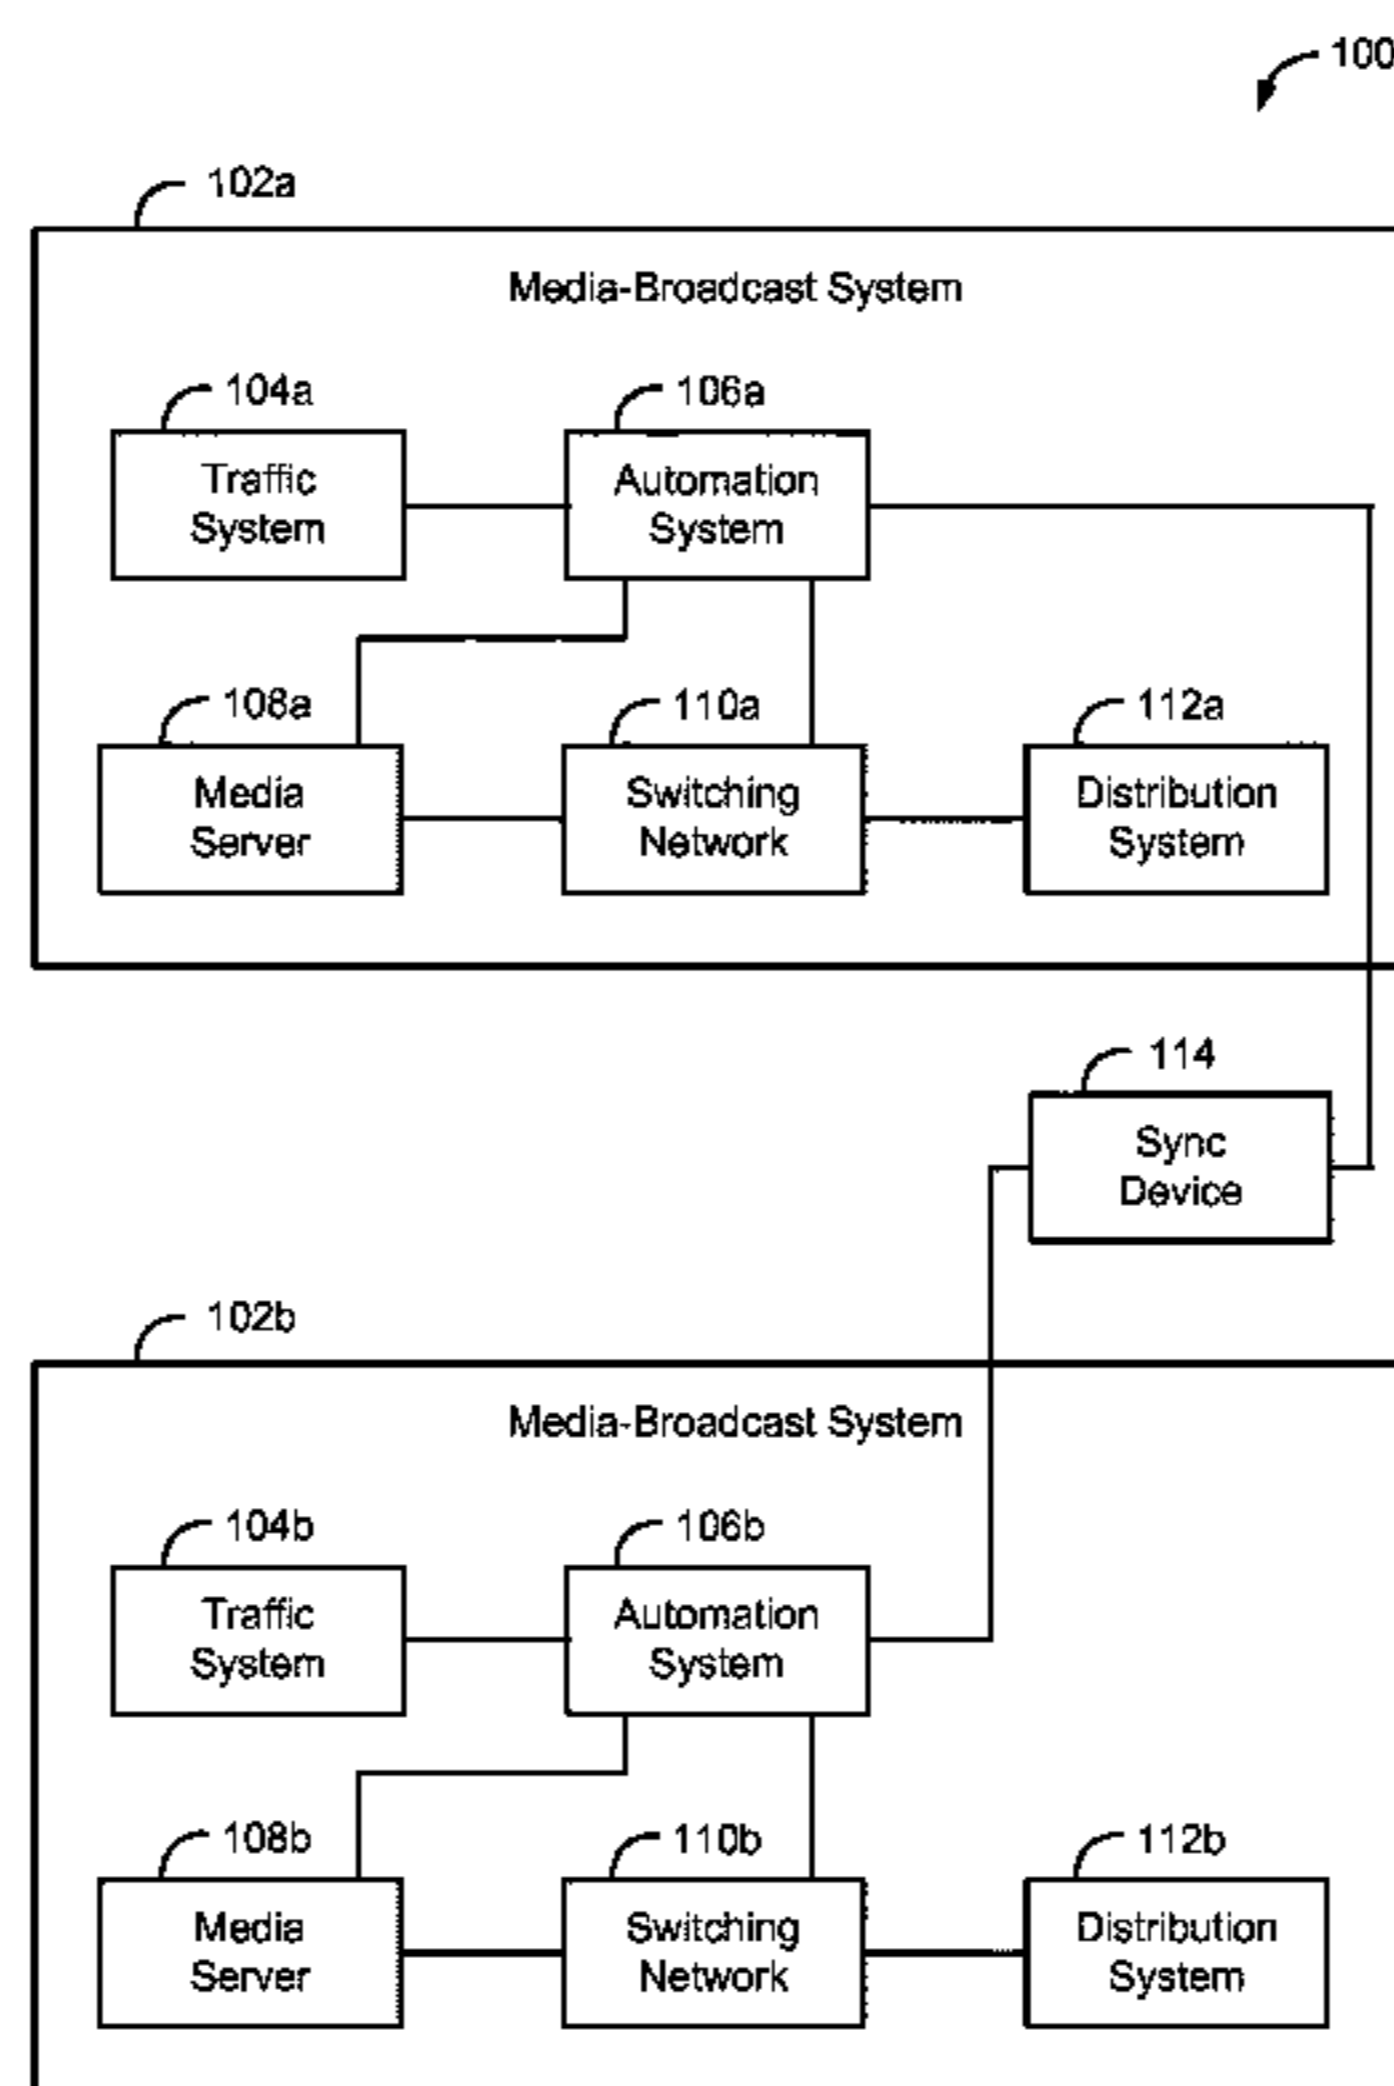 100
102a
Media-Broadcast System
104a
106a
Traffic
System
Automation
System
108a
110a
112a
Media
Server
Switching
Network
Distribution
System
114
Sync
Device
102b
Media-Broadcast System
104b
106b
Traffic
System
Automation
System
108b
110b
112b
Media
Server
Switching
Network
Distribution
System